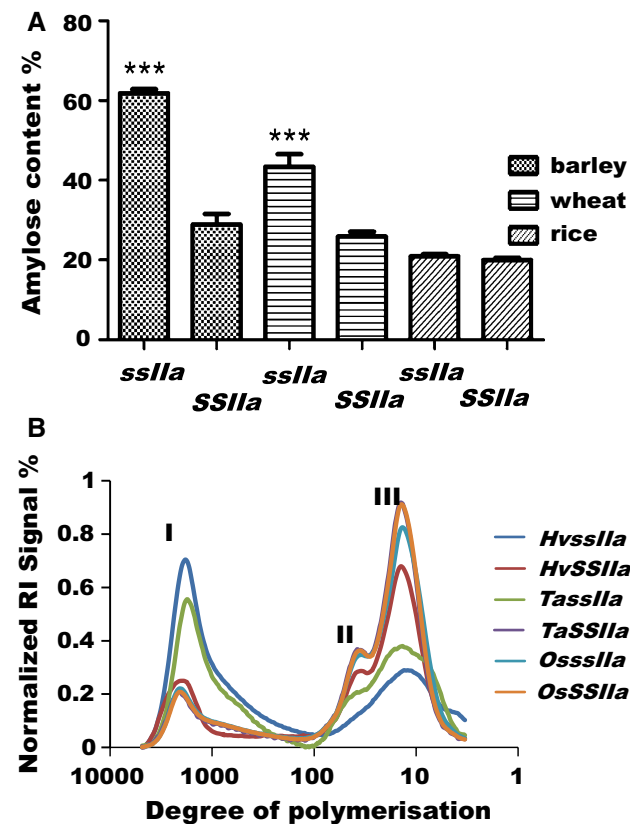 A
Amylose content %
80
60
40
20
0
***
***
barley
wheat
rice
ssIIa
SSIIa
ssIIa
SSIIa
ssIIa
SSIIa
B
Normalized RI Signal %
1
0.8
0.6
0.4
0.2
0
I
II
III
HvssIIa
HvSSIIa
TassIIa
TaSSIIa
OsssIIa
OsSSIIa
10000
1000
100
10
1
Degree of polymerisation